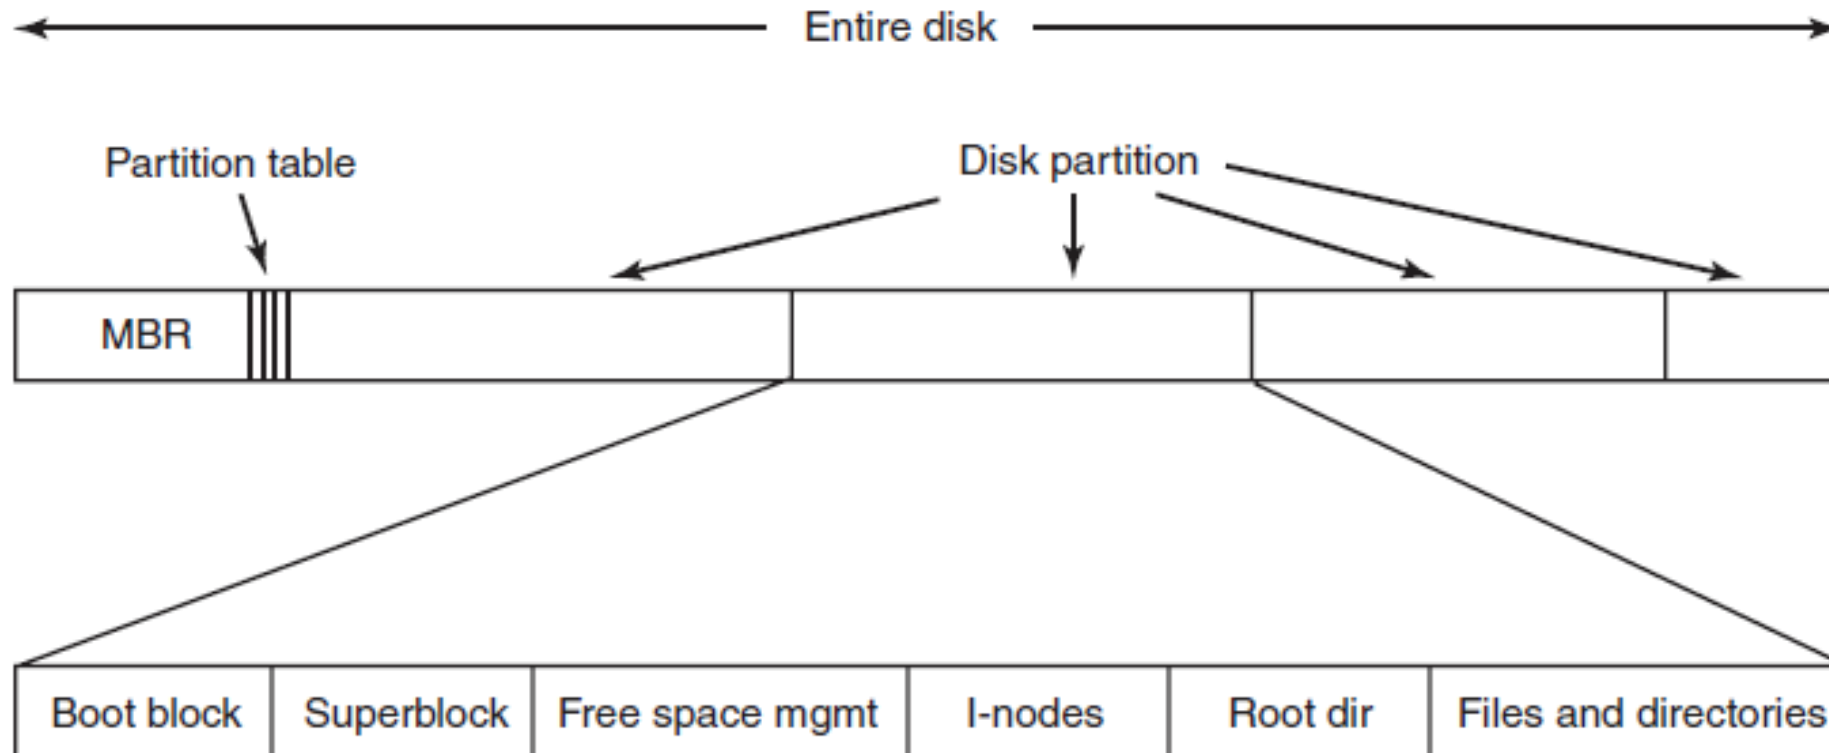 Entire disk
Partition table
Disk partition
MBR
Boot block
Superblock
Free space mgmt
I-nodes
Root dir
Files and directories